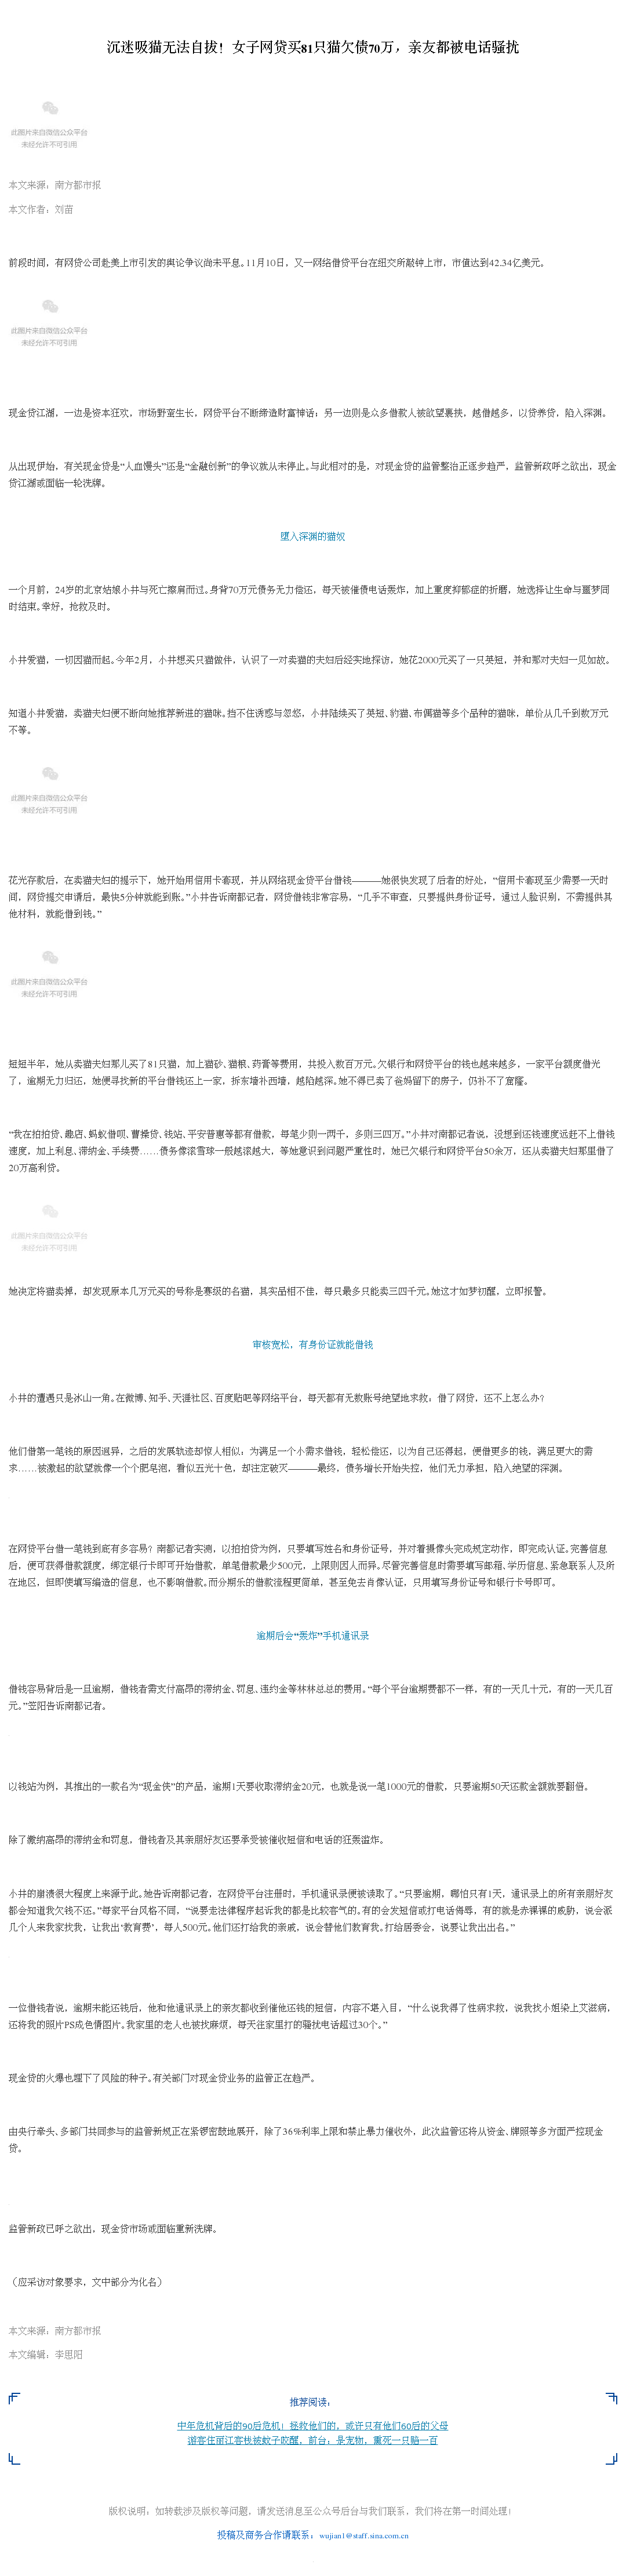 沉迷吸猫无法自拔！女子网贷买81只猫欠债70万，亲友都被电话骚扰
此图片来自微信公众平台
未经允许不可引用
本文来源：南方都市报
本文作者：刘苗
前段时间，有网贷公司赴美上市引发的舆论争议尚未平息。11月10日，又一网络借贷平台在纽交所敲钟上市，市值达到42.34亿美元。
此图片来自微信公众平台
未经允许不可引用
现金贷江湖，一边是资本狂欢，市场野蛮生长，网贷平台不断缔造财富神话；另一边则是众多借款人被欲望裹挟，越借越多，以贷养贷，陷入深渊。
从出现伊始，有关现金贷是“人血馒头”还是“金融创新”的争议就从未停止。与此相对的是，对现金贷的监管整治正逐步趋严，监管新政呼之欲出，现金
贷江湖或面临一轮洗牌。
堕入深渊的猫奴
一个月前，24岁的北京姑娘小井与死亡擦肩而过。身背70万元债务无力偿还，每天被催债电话轰炸，加上重度抑郁症的折磨，她选择让生命与噩梦同
时结束。幸好，抢救及时。
小井爱猫，一切因猫而起。今年2月，小井想买只猫做伴，认识了一对卖猫的夫妇后经实地探访，她花2000元买了一只英短，并和那对夫妇一见如故。
知道小井爱猫，卖猫夫妇便不断向她推荐新进的猫咪。挡不住诱惑与忽悠，小井陆续买了英短、豹猫、布偶猫等多个品种的猫咪，单价从几千到数万元
不等。
此图片来自微信公众平台
未经允许不可引用
花光存款后，在卖猫夫妇的提示下，她开始用信用卡套现，并从网络现金贷平台借钱———她很快发现了后者的好处，“信用卡套现至少需要一天时
间，网贷提交申请后，最快5分钟就能到账。”小井告诉南都记者，网贷借钱非常容易，“几乎不审查，只要提供身份证号，通过人脸识别，不需提供其
他材料，就能借到钱。”
此图片来自微信公众平台
未经允许不可引用
短短半年，她从卖猫夫妇那儿买了81只猫，加上猫砂、猫粮、药膏等费用，共投入数百万元。欠银行和网贷平台的钱也越来越多，一家平台额度借光
了，逾期无力归还，她便寻找新的平台借钱还上一家，拆东墙补西墙，越陷越深。她不得已卖了爸妈留下的房子，仍补不了窟窿。
“我在拍拍贷、趣店、蚂蚁借呗、曹操贷、钱站、平安普惠等都有借款，每笔少则一两千，多则三四万。”小井对南都记者说，没想到还钱速度远赶不上借钱
速度，加上利息、滞纳金、手续费……债务像滚雪球一般越滚越大，等她意识到问题严重性时，她已欠银行和网贷平台50余万，还从卖猫夫妇那里借了
20万高利贷。
此图片来自微信公众平台
未经允许不可引用
她决定将猫卖掉，却发现原本几万元买的号称是赛级的名猫，其实品相不佳，每只最多只能卖三四千元。她这才如梦初醒，立即报警。
审核宽松，有身份证就能借钱
小井的遭遇只是冰山一角。在微博、知乎、天涯社区、百度贴吧等网络平台，每天都有无数账号绝望地求救：借了网贷，还不上怎么办？
他们借第一笔钱的原因迥异，之后的发展轨迹却惊人相似：为满足一个小需求借钱，轻松偿还，以为自己还得起，便借更多的钱，满足更大的需
求……被激起的欲望就像一个个肥皂泡，看似五光十色，却注定破灭———最终，债务增长开始失控，他们无力承担，陷入绝望的深渊。
在网贷平台借一笔钱到底有多容易？南都记者实测，以拍拍贷为例，只要填写姓名和身份证号，并对着摄像头完成规定动作，即完成认证。完善信息
后，便可获得借款额度，绑定银行卡即可开始借款，单笔借款最少500元，上限则因人而异。尽管完善信息时需要填写邮箱、学历信息、紧急联系人及所
在地区，但即使填写编造的信息，也不影响借款。而分期乐的借款流程更简单，甚至免去肖像认证，只用填写身份证号和银行卡号即可。
逾期后会“轰炸”手机通讯录
借钱容易背后是一旦逾期，借钱者需支付高昂的滞纳金、罚息、违约金等林林总总的费用。“每个平台逾期费都不一样，有的一天几十元，有的一天几百
元。”笠阳告诉南都记者。
以钱站为例，其推出的一款名为“现金侠”的产品，逾期1天要收取滞纳金20元，也就是说一笔1000元的借款，只要逾期50天还款金额就要翻倍。
除了缴纳高昂的滞纳金和罚息，借钱者及其亲朋好友还要承受被催收短信和电话的狂轰滥炸。
小井的崩溃很大程度上来源于此。她告诉南都记者，在网贷平台注册时，手机通讯录便被读取了。“只要逾期，哪怕只有1天，通讯录上的所有亲朋好友
都会知道我欠钱不还。”每家平台风格不同，“说要走法律程序起诉我的都是比较客气的。有的会发短信或打电话侮辱，有的就是赤裸裸的威胁，说会派
几个人来我家找我，让我出‘教育费’，每人500元。他们还打给我的亲戚，说会替他们教育我。打给居委会，说要让我出出名。”
一位借钱者说，逾期未能还钱后，他和他通讯录上的亲友都收到催他还钱的短信，内容不堪入目，“什么说我得了性病求救，说我找小姐染上艾滋病，
还将我的照片PS成色情图片。我家里的老人也被找麻烦，每天往家里打的骚扰电话超过30个。”
现金贷的火爆也埋下了风险的种子。有关部门对现金贷业务的监管正在趋严。
由央行牵头、多部门共同参与的监管新规正在紧锣密鼓地展开，除了36%利率上限和禁止暴力催收外，此次监管还将从资金、牌照等多方面严控现金
贷。
监管新政已呼之欲出，现金贷市场或面临重新洗牌。
（应采访对象要求，文中部分为化名）
本文来源：南方都市报
本文编辑：李思阳
推荐阅读：
中年危机背后的90后危机！拯救他们的，或许只有他们60后的父母
游客住丽江客栈被蚊子吹醒，前台：是宠物，熏死一只赔一百
版权说明：如转载涉及版权等问题，请发送消息至公众号后台与我们联系，我们将在第一时间处理！
投稿及商务合作请联系：wujian1@staff.sina.com.cn